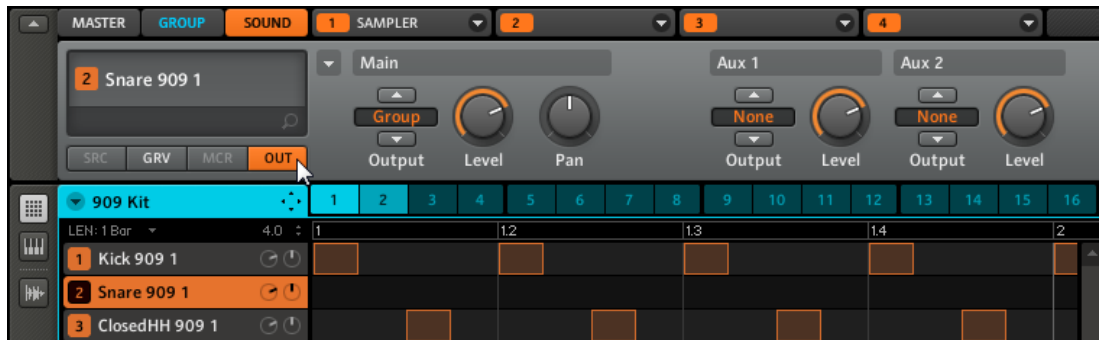 MASTER GROUP SOUND 1 SAMPLER 2 3 4
Main Aux 1 Aux 2
2 Snare 909 1
Group None None
Output Level Pan Output Level Output Level
SRC GRV MCR OUT
909 Kit 1 2 3 4 5 6 7 8 9 10 11 12 13 14 15 16
LEN: 1 Bar 4.0 1 1.2 1.3 1.4 2
1 Kick 909 1
2 Snare 909 1
3 ClosedHH 909 1